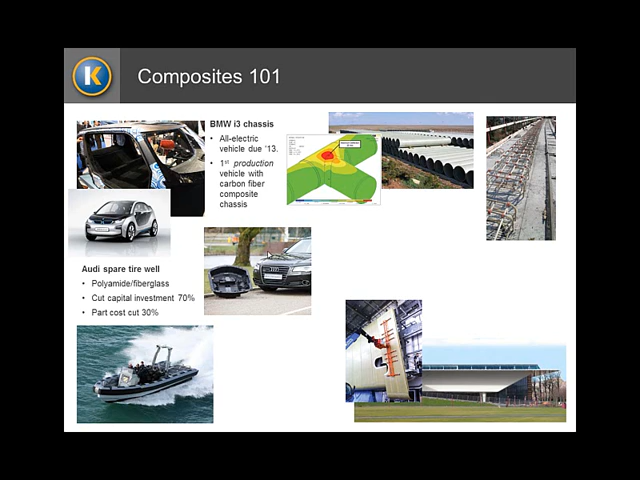 K
Composites 101
BMW i3 chassis
• All-electric
vehicle due '13.
• 1st production
vehicle with
carbon fiber
composite
chassis
Audi spare tire well
• Polyamide/fiberglass
• Cut capital investment 70%
• Part cost cut 30%